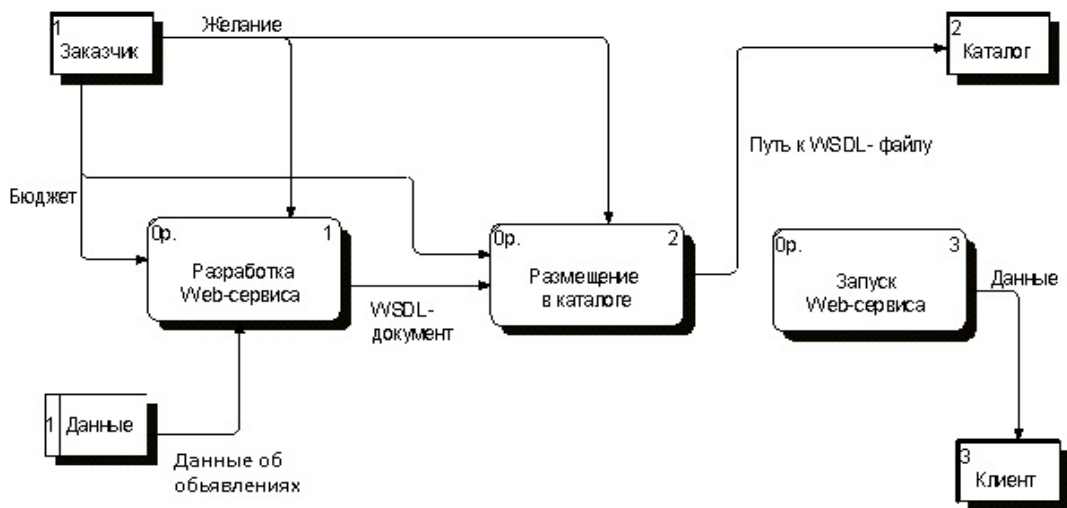 1
Заказчик
Желание
2
Каталог
Путь к WSDL- файлу
Бюджет
0р.
1
Разработка
Web-сервиса
0р.
2
Размещение
в каталоге
0р.
3
Запуск
Web-сервиса
Данные
WSDL-
документ
1
Данные
Данные об
обьявлениях
3
Клиент